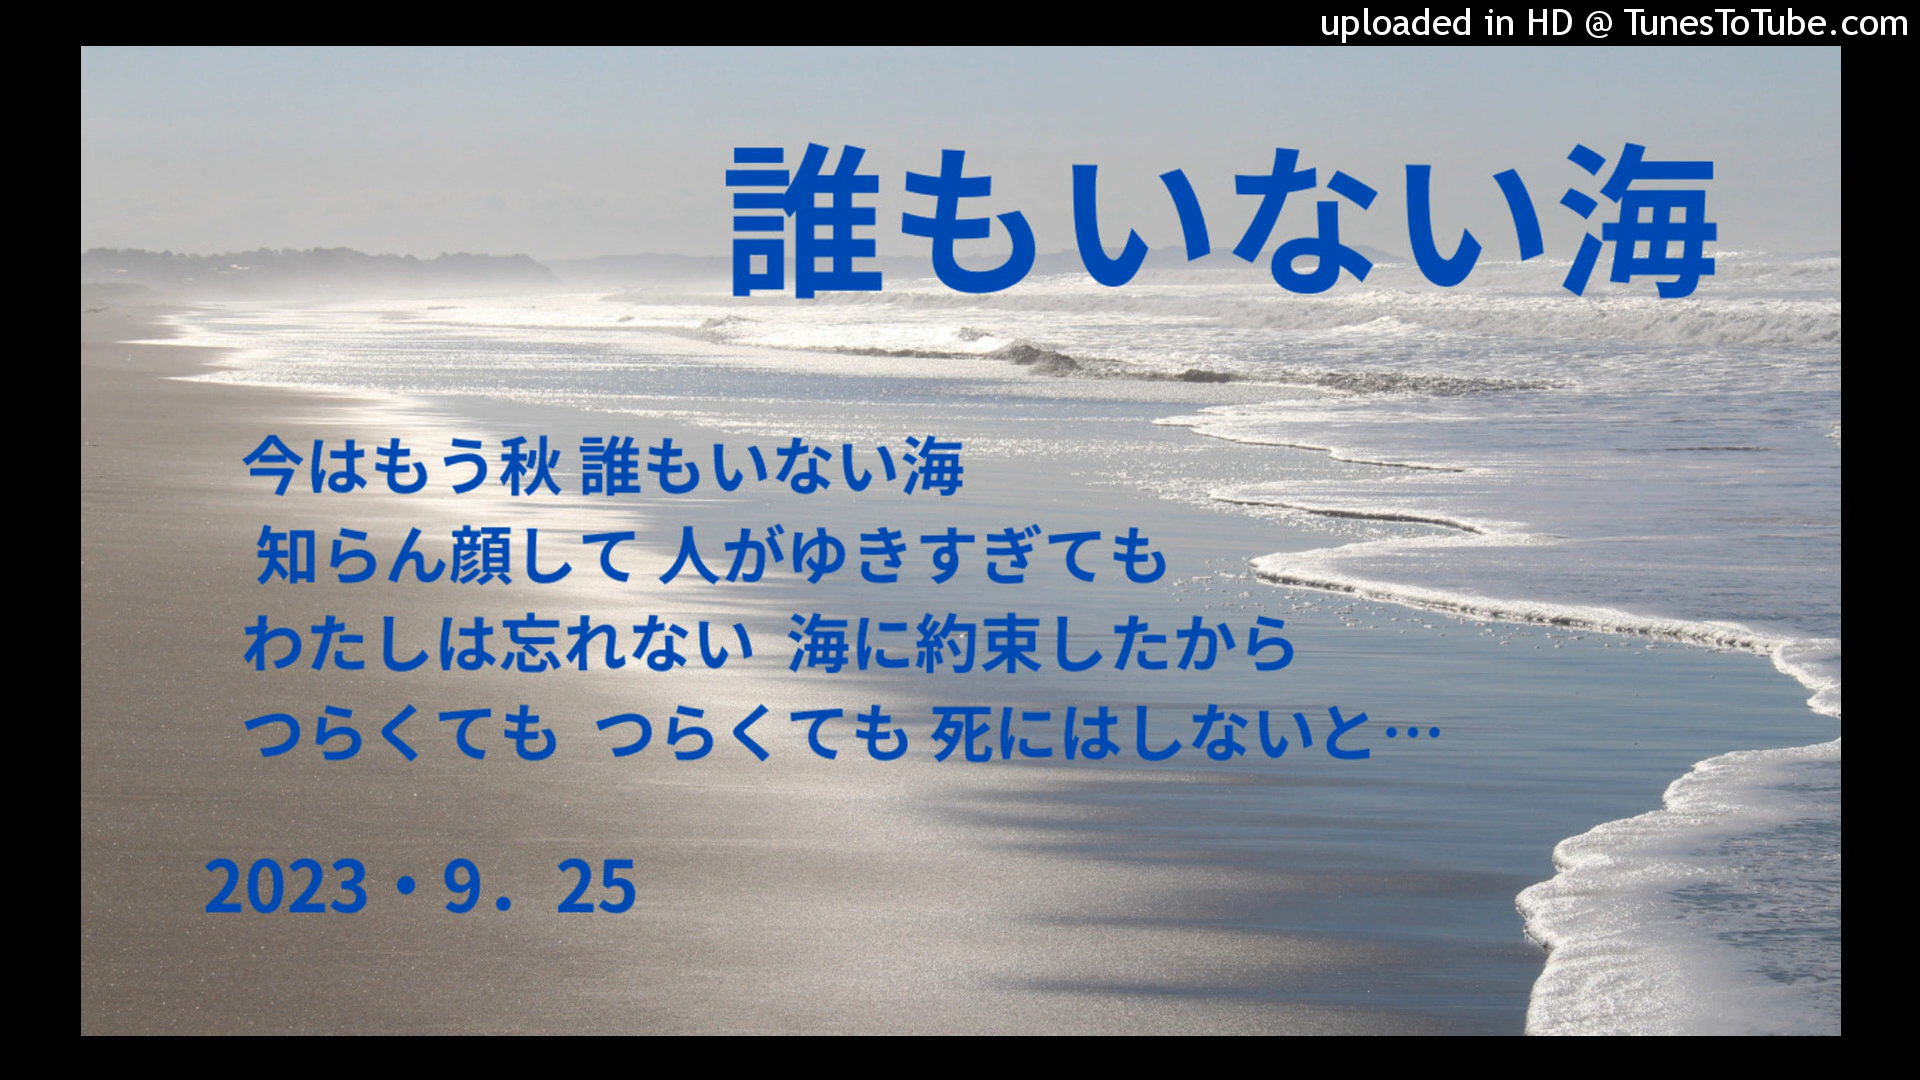 uploaded in HD @ TunesToTube.com
誰もいない海
今はもう秋 誰もいない海
知らん顔して 人がゆきすぎても
わたしは忘れない 海に約束したから
つらくても つらくても 死にはしないと…
2023・9．25